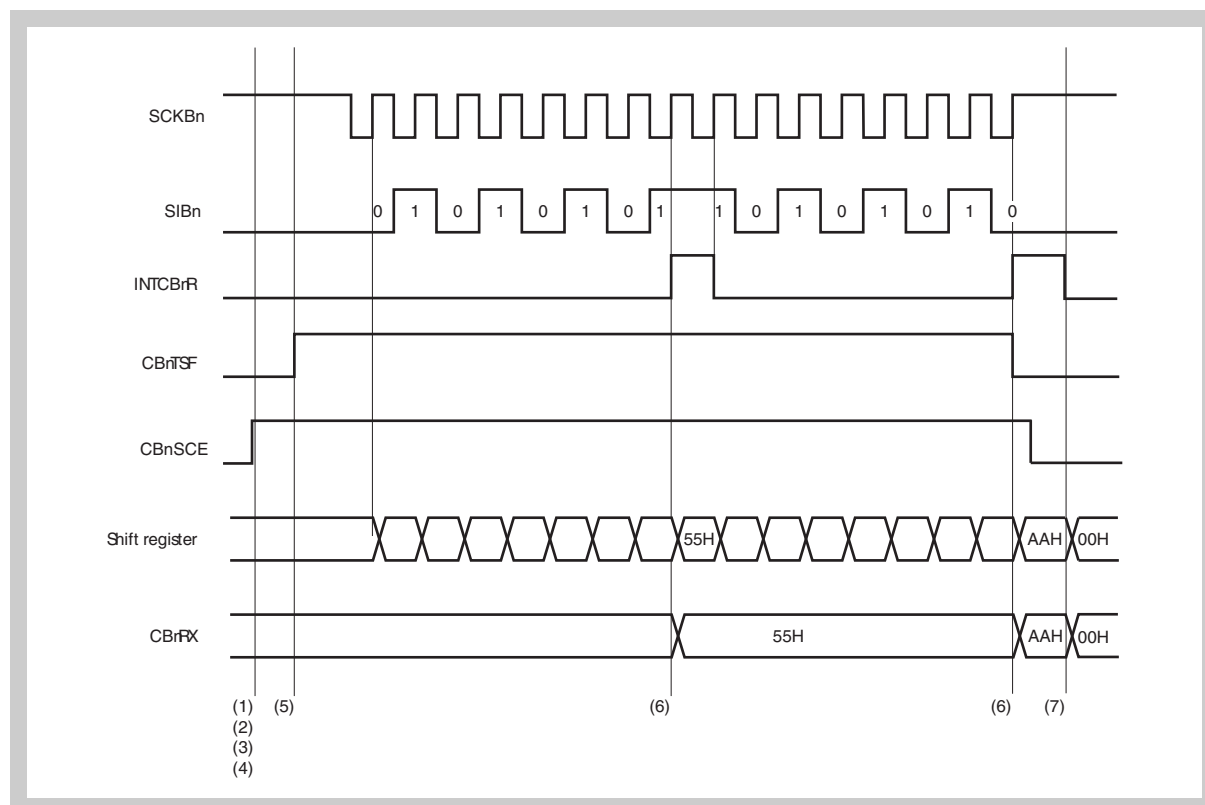 SCKBn
SIBn 0 1 0 1 0 1 0 1 1 0 1 0 1 0 1 0
INTCBnR
CBnTSF
CBnSCE
Shift register 55H AAH 00H
CBnRX 55H AAH 00H
(1) (5) (6) (6) (7)
(2)
(3)
(4)